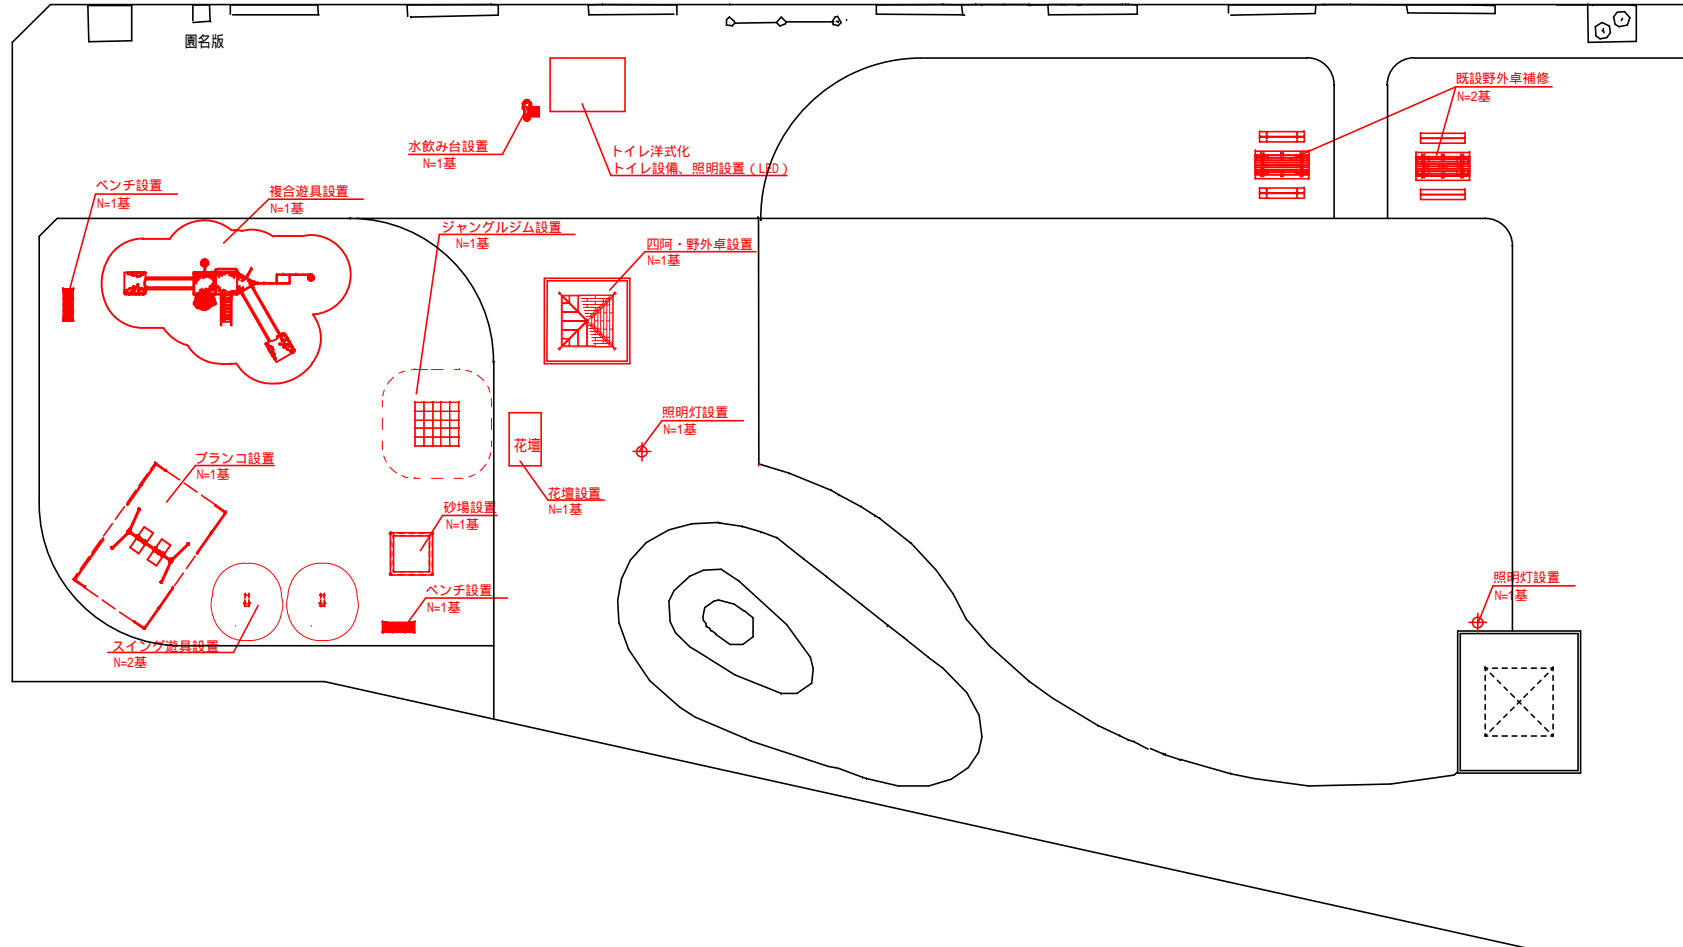 園名版
既設野外卓補修
N=2基
水飲み台設置
N=1基
トイレ洋式化
トイレ設備、照明設置（LED）
ベンチ設置
N=1基
複合遊具設置
N=1基
ジャングルジム設置
N=1基
四阿・野外卓設置
N=1基
照明灯設置
N=1基
花壇
花壇設置
N=1基
ブランコ設置
N=1基
砂場設置
N=1基
ベンチ設置
N=1基
スイング遊具設置
N=2基
照明灯設置
N=1基